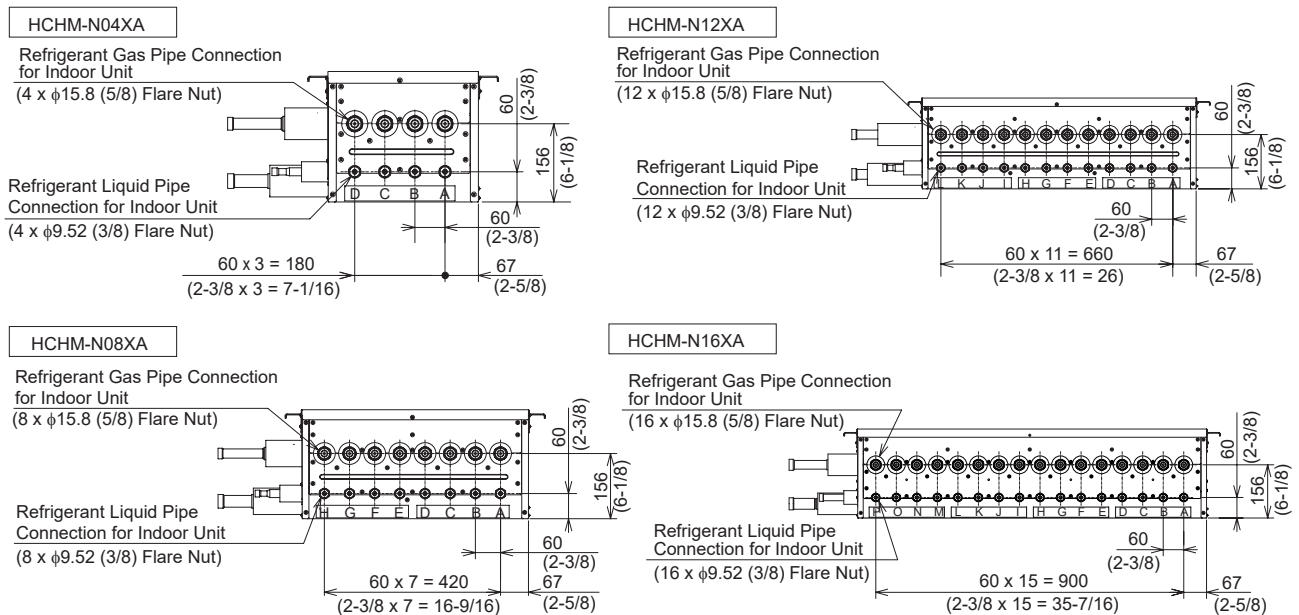 HCHM-N04XA
Refrigerant Gas Pipe Connection
for Indoor Unit
(4 x ϕ15.8 (5/8) Flare Nut)
Refrigerant Liquid Pipe
Connection for Indoor Unit
(4 x ϕ9.52 (3/8) Flare Nut)
D C B A
60
(2-3/8)
156
(6-1/8)
60
(2-3/8)
60 x 3 = 180
(2-3/8 x 3 = 7-1/16)
67
(2-5/8)
HCHM-N12XA
Refrigerant Gas Pipe Connection
for Indoor Unit
(12 x ϕ15.8 (5/8) Flare Nut)
Refrigerant Liquid Pipe
Connection for Indoor Unit
(12 x ϕ9.52 (3/8) Flare Nut)
L K J I H G F E D C B A
60
(2-3/8)
156
(6-1/8)
60
(2-3/8)
60 x 11 = 660
(2-3/8 x 11 = 26)
67
(2-5/8)
HCHM-N08XA
Refrigerant Gas Pipe Connection
for Indoor Unit
(8 x ϕ15.8 (5/8) Flare Nut)
Refrigerant Liquid Pipe
Connection for Indoor Unit
(8 x ϕ9.52 (3/8) Flare Nut)
H G F E D C B A
60
(2-3/8)
156
(6-1/8)
60
(2-3/8)
60 x 7 = 420
(2-3/8 x 7 = 16-9/16)
67
(2-5/8)
HCHM-N16XA
Refrigerant Gas Pipe Connection
for Indoor Unit
(16 x ϕ15.8 (5/8) Flare Nut)
Refrigerant Liquid Pipe
Connection for Indoor Unit
(16 x ϕ9.52 (3/8) Flare Nut)
P O N M L K J I H G F E D C B A
60
(2-3/8)
156
(6-1/8)
60
(2-3/8)
60 x 15 = 900
(2-3/8 x 15 = 35-7/16)
67
(2-5/8)